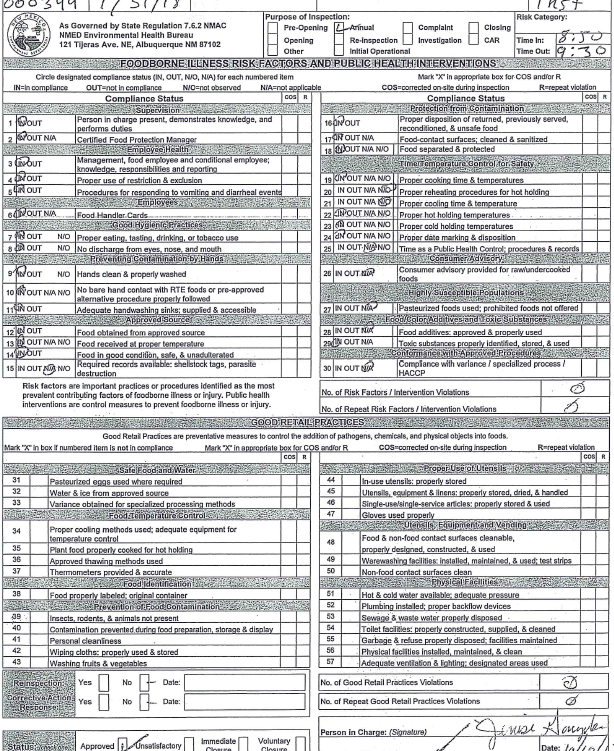 000399 1/31/18 Inst
As Governed by State Regulation 7.6.2 NMAC
NMED Environmental Health Bureau
121 Tijeras Ave. NE, Albuquerque NM 87102
Purpose of Inspection:
Pre-Opening Annual Complaint Closing
Opening Re-Inspection Investigation CAR
Other Initial Operational
Risk Category:
Time In: 8:50
Time Out: 9:30
FOODBORNE ILLNESS RISK FACTORS AND PUBLIC HEALTH INTERVENTIONS
Circle designated compliance status (IN, OUT, N/O, N/A) for each numbered item Mark "X" in appropriate box for COS and/or R
IN=in compliance OUT=not in compliance N/O=not observed N/A=not applicable COS=corrected on-site during inspection R=repeat violation
Compliance Status COS R
Supervision
1 IN OUT Person in charge present, demonstrates knowledge, and performs duties
2 OUT N/A Certified Food Protection Manager
Employee Health
3 IN OUT Management, food employee and conditional employee; knowledge, responsibilities and reporting
4 IN OUT Proper use of restriction & exclusion
5 IN OUT Procedures for responding to vomiting and diarrheal events
Employees
6 IN OUT N/A Food Handler Cards
Good Hygienic Practices
7 IN OUT N/O Proper eating, tasting, drinking, or tobacco use
8 IN OUT N/O No discharge from eyes, nose, and mouth
Preventing Contamination by Hands
9 IN OUT N/O Hands clean & properly washed
10 IN OUT N/A N/O No bare hand contact with RTE foods or pre-approved alternative procedure properly followed
11 IN OUT Adequate handwashing sinks; supplied & accessible
Approved Source
12 IN OUT Food obtained from approved source
13 IN OUT N/A N/O Food received at proper temperature
14 IN OUT Food in good condition, safe, & unadulterated
15 IN OUT N/A N/O Required records available: shellstock tags, parasite destruction
Compliance Status COS R
Protection from Contamination
16 IN OUT Proper disposition of returned, previously served, reconditioned, & unsafe food
17 IN OUT N/A Food-contact surfaces; cleaned & sanitized
18 IN OUT N/O Food separated & protected
Time/Temperature Control for Safety
19 IN OUT N/A N/O Proper cooking time & temperatures
20 IN OUT N/A N/O Proper reheating procedures for hot holding
21 IN OUT N/A N/O Proper cooling time & temperature
22 IN OUT N/A N/O Proper hot holding temperatures
23 IN OUT N/A N/O Proper cold holding temperatures
24 IN OUT N/A N/O Proper date marking & disposition
25 IN OUT N/A N/O Time as a Public Health Control; procedures & records
Consumer Advisory
26 IN OUT N/A Consumer advisory provided for raw/undercooked foods
Highly Susceptible Populations
27 IN OUT N/A Pasteurized foods used; prohibited foods not offered
Food/Color Additives and Toxic Substances
28 IN OUT N/A Food additives: approved & properly used
29 IN OUT N/A Toxic substances properly identified, stored, & used
Conformance with Approved Procedures
30 IN OUT N/A Compliance with variance / specialized process / HACCP
Risk factors are important practices or procedures identified as the most
prevalent contributing factors of foodborne illness or injury. Public health
interventions are control measures to prevent foodborne illness or injury.
No. of Risk Factors / Intervention Violations 0
No. of Repeat Risk Factors / Intervention Violations 0
GOOD RETAIL PRACTICES
Good Retail Practices are preventative measures to control the addition of pathogens, chemicals, and physical objects into foods.
Mark "X" in box if numbered item is not in compliance Mark "X" in appropriate box for COS and/or R COS=corrected on-site during inspection R=repeat violation
COS R
Safe Food and Water
31 Pasteurized eggs used where required
32 Water & ice from approved source
33 Variance obtained for specialized processing methods
Food Temperature Control
34 Proper cooling methods used; adequate equipment for temperature control
35 Plant food properly cooked for hot holding
36 Approved thawing methods used
37 Thermometers provided & accurate
Food Identification
38 Food properly labeled; original container
Prevention of Food Contamination
39 Insects, rodents, & animals not present
40 Contamination prevented during food preparation, storage & display
41 Personal cleanliness
42 Wiping cloths: properly used & stored
43 Washing fruits & vegetables
COS R
Proper Use of Utensils
44 In-use utensils: properly stored
45 Utensils, equipment & linens: properly stored, dried, & handled
46 Single-use/single-service articles: properly stored & used
47 Gloves used properly
Utensils, Equipment and Vending
48 Food & non-food contact surfaces cleanable, properly designed, constructed, & used
49 Warewashing facilities: installed, maintained, & used; test strips
50 Non-food contact surfaces clean
Physical Facilities
51 Hot & cold water available; adequate pressure
52 Plumbing installed; proper backflow devices
53 Sewage & waste water properly disposed
54 Toilet facilities: properly constructed, supplied, & cleaned
55 Garbage & refuse properly disposed; facilities maintained
56 Physical facilities installed, maintained, & clean
57 Adequate ventilation & lighting; designated areas used
Reinspection: Yes No Date:
Corrective Action Response: Yes No Date:
No. of Good Retail Practices Violations 0
No. of Repeat Good Retail Practices Violations 0
Status: Approved Unsatisfactory Immediate Closure Voluntary Closure
Person in Charge: (Signature)
Date: